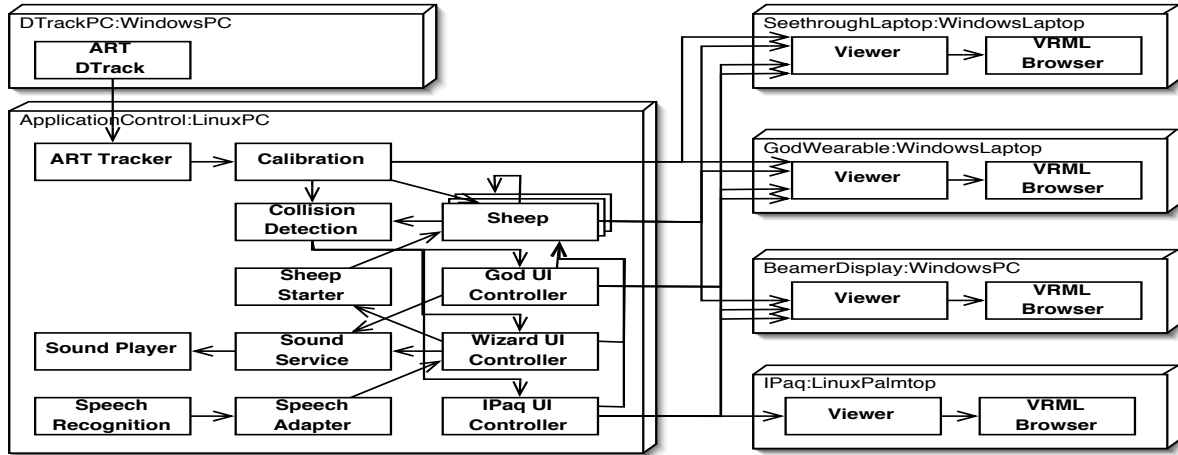 DTrackPC:WindowsPC
ART
DTrack
ApplicationControl:LinuxPC
ART Tracker
Calibration
Collision
Detection
Sheep
Sheep
Starter
God UI
Controller
Sound Player
Sound
Service
Wizard UI
Controller
Speech
Recognition
Speech
Adapter
IPaq UI
Controller
SeethroughLaptop:WindowsLaptop
Viewer
VRML
Browser
GodWearable:WindowsLaptop
Viewer
VRML
Browser
BeamerDisplay:WindowsPC
Viewer
VRML
Browser
IPaq:LinuxPalmtop
Viewer
VRML
Browser